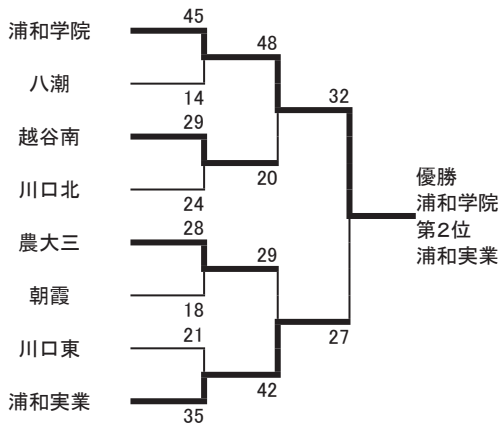 45
浦和学院
48
八潮
14
32
29
越谷南
20
川口北
24
優勝
浦和学院
第2位
浦和実業
28
農大三
29
朝霞
18
27
21
川口東
42
浦和実業
35